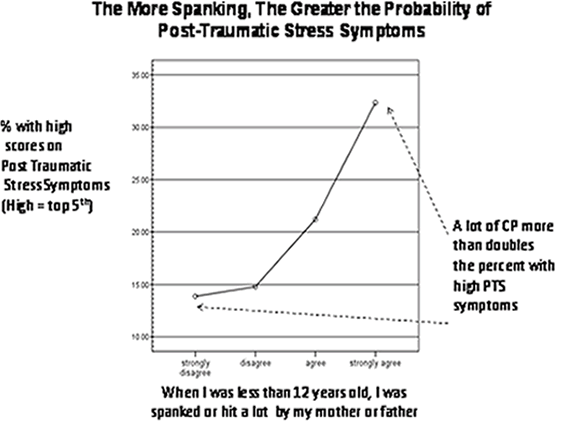 The More Spanking, The Greater the Probability of
Post-Traumatic Stress Symptoms
% with high
scores on
Post Traumatic
StressSymptoms
(High = top 5th)
35.00
30.00
25.00
20.00
15.00
10.00
A lot of CP more
than doubles
the percent with
high PTS
symptoms
strongly
disagree
disagree
agree
strongly agree
When I was less than 12 years old, I was
spanked or hit a lot by my mother or father